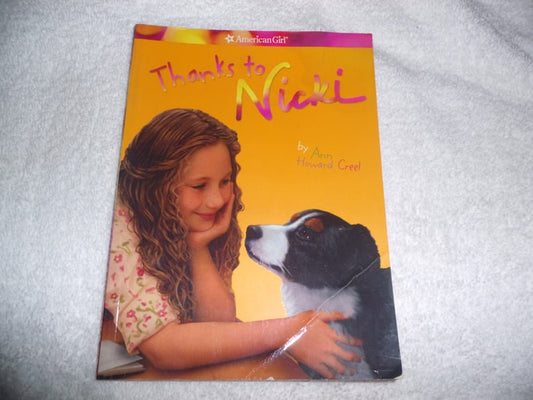 American Girl®
Thanks to
Nicki
by Ann
Howard Creel